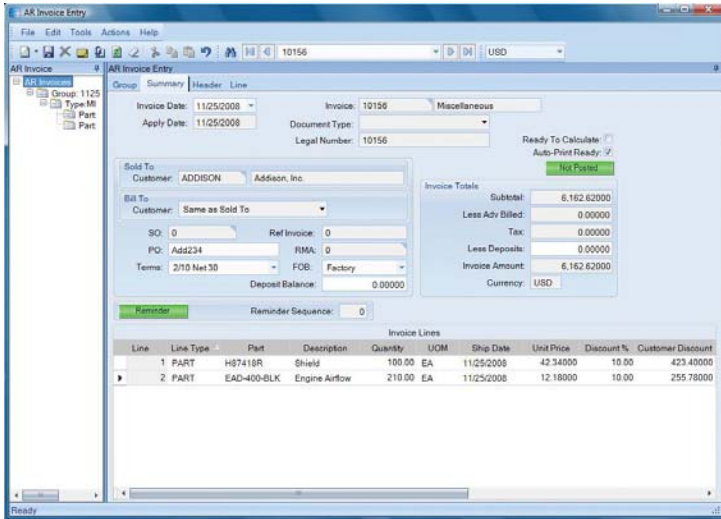 AR Invoice Entry
File Edit Tools Actions Help
10156 USD
AR Invoice
AR Invoice Entry
AR Invoices
Group: 1125
Type:MI
Part
Part
Group Summary Header Line
Invoice Date: 11/25/2008 Invoice: 10156 Miscellaneous
Apply Date: 11/25/2008 Document Type:
Legal Number: 10156 Ready To Calculate:
Auto-Print Ready:
Not Posted
Sold To
Customer: ADDISON Addison, Inc.
Bill To
Customer: Same as Sold To
SO: 0 Ref Invoice: 0
PO: Add234 RMA: 0
Terms: 2/10 Net 30 FOB: Factory
Deposit Balance: 0.00000
Invoice Totals
Subtotal: 6,162.62000
Less Adv Billed: 0.00000
Tax: 0.00000
Less Deposits: 0.00000
Invoice Amount: 6,162.62000
Currency: USD
Reminder Reminder Sequence: 0
Invoice Lines
Line Line Type Part Description Quantity UOM Ship Date Unit Price Discount % Customer Discount
1 PART H87418R Shield 100.00 EA 11/25/2008 42.34000 10.00 423.40000
2 PART EAD-400-BLK Engine Airflow 210.00 EA 11/25/2008 12.18000 10.00 255.78000
Ready